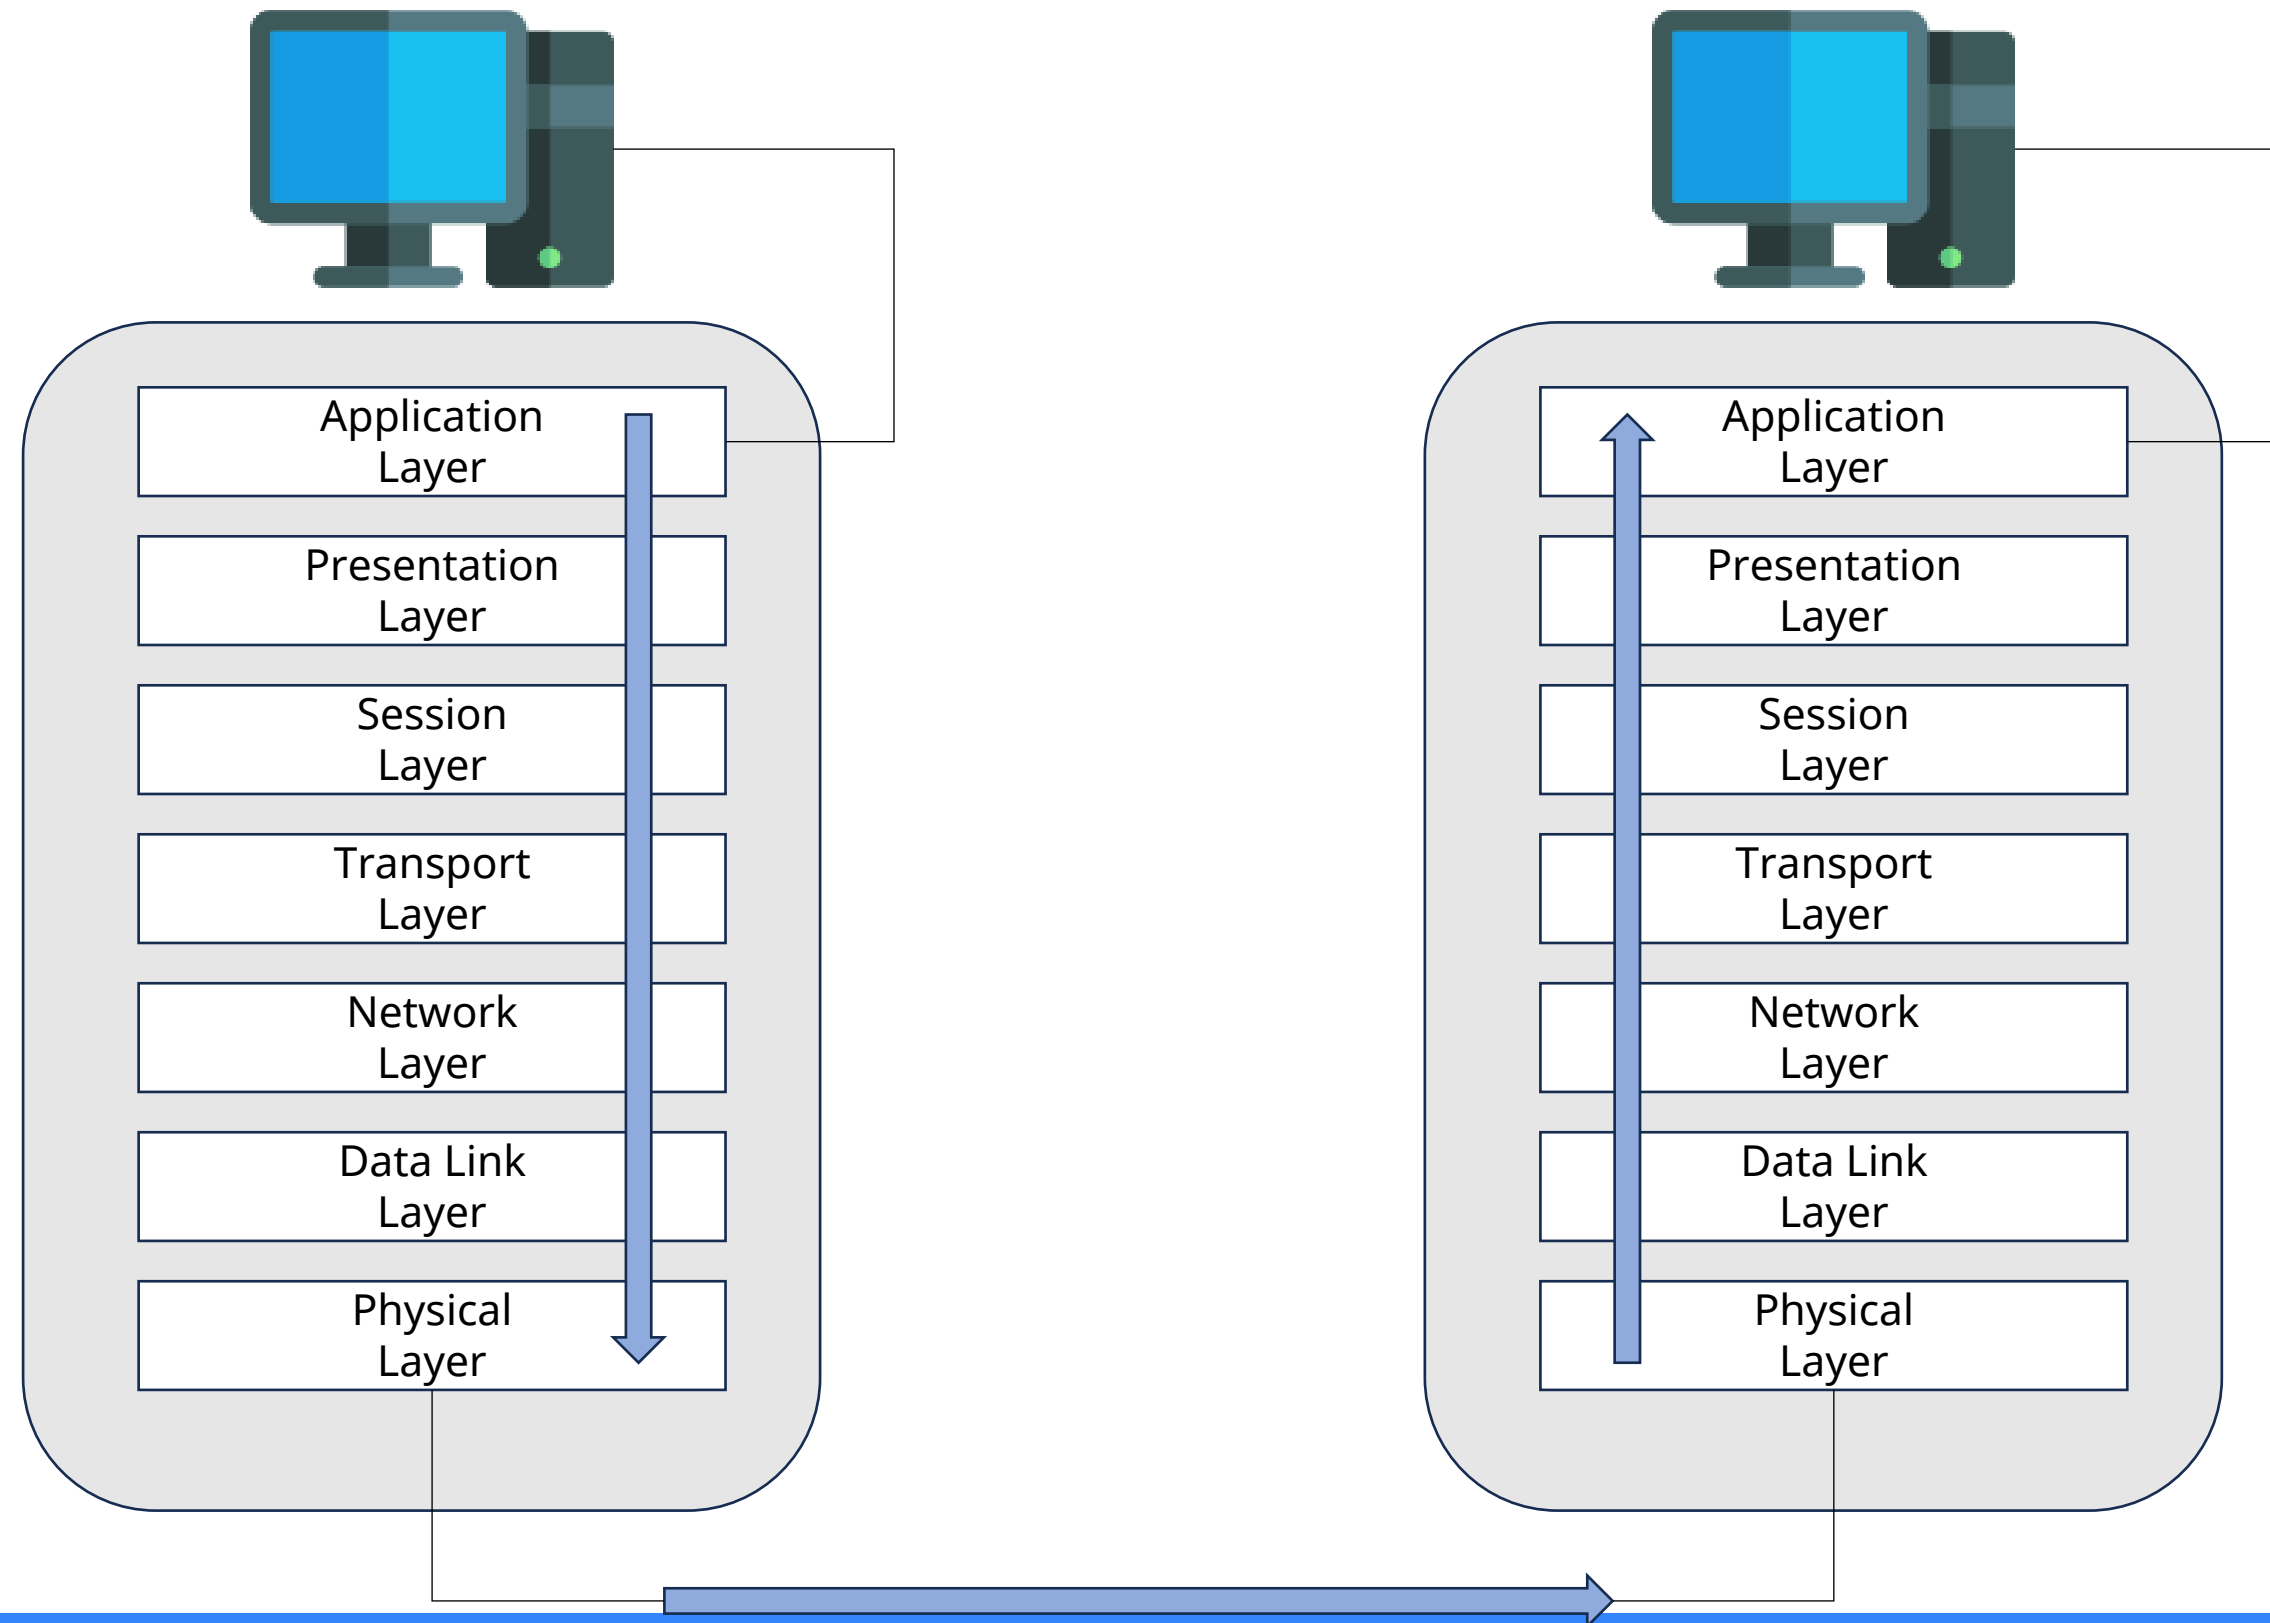 Application
Layer
Presentation
Layer
Session
Layer
Transport
Layer
Network
Layer
Data Link
Layer
Physical
Layer
Application
Layer
Presentation
Layer
Session
Layer
Transport
Layer
Network
Layer
Data Link
Layer
Physical
Layer